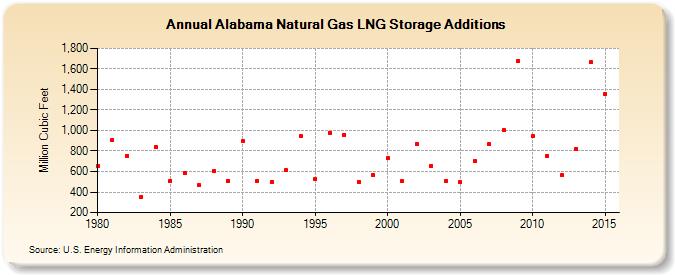 Annual Alabama Natural Gas LNG Storage Additions
Million Cubic Feet
1,800
1,600
1,400
1,200
1,000
800
600
400
200
1980 1985 1990 1995 2000 2005 2010 2015
Source: U.S. Energy Information Administration